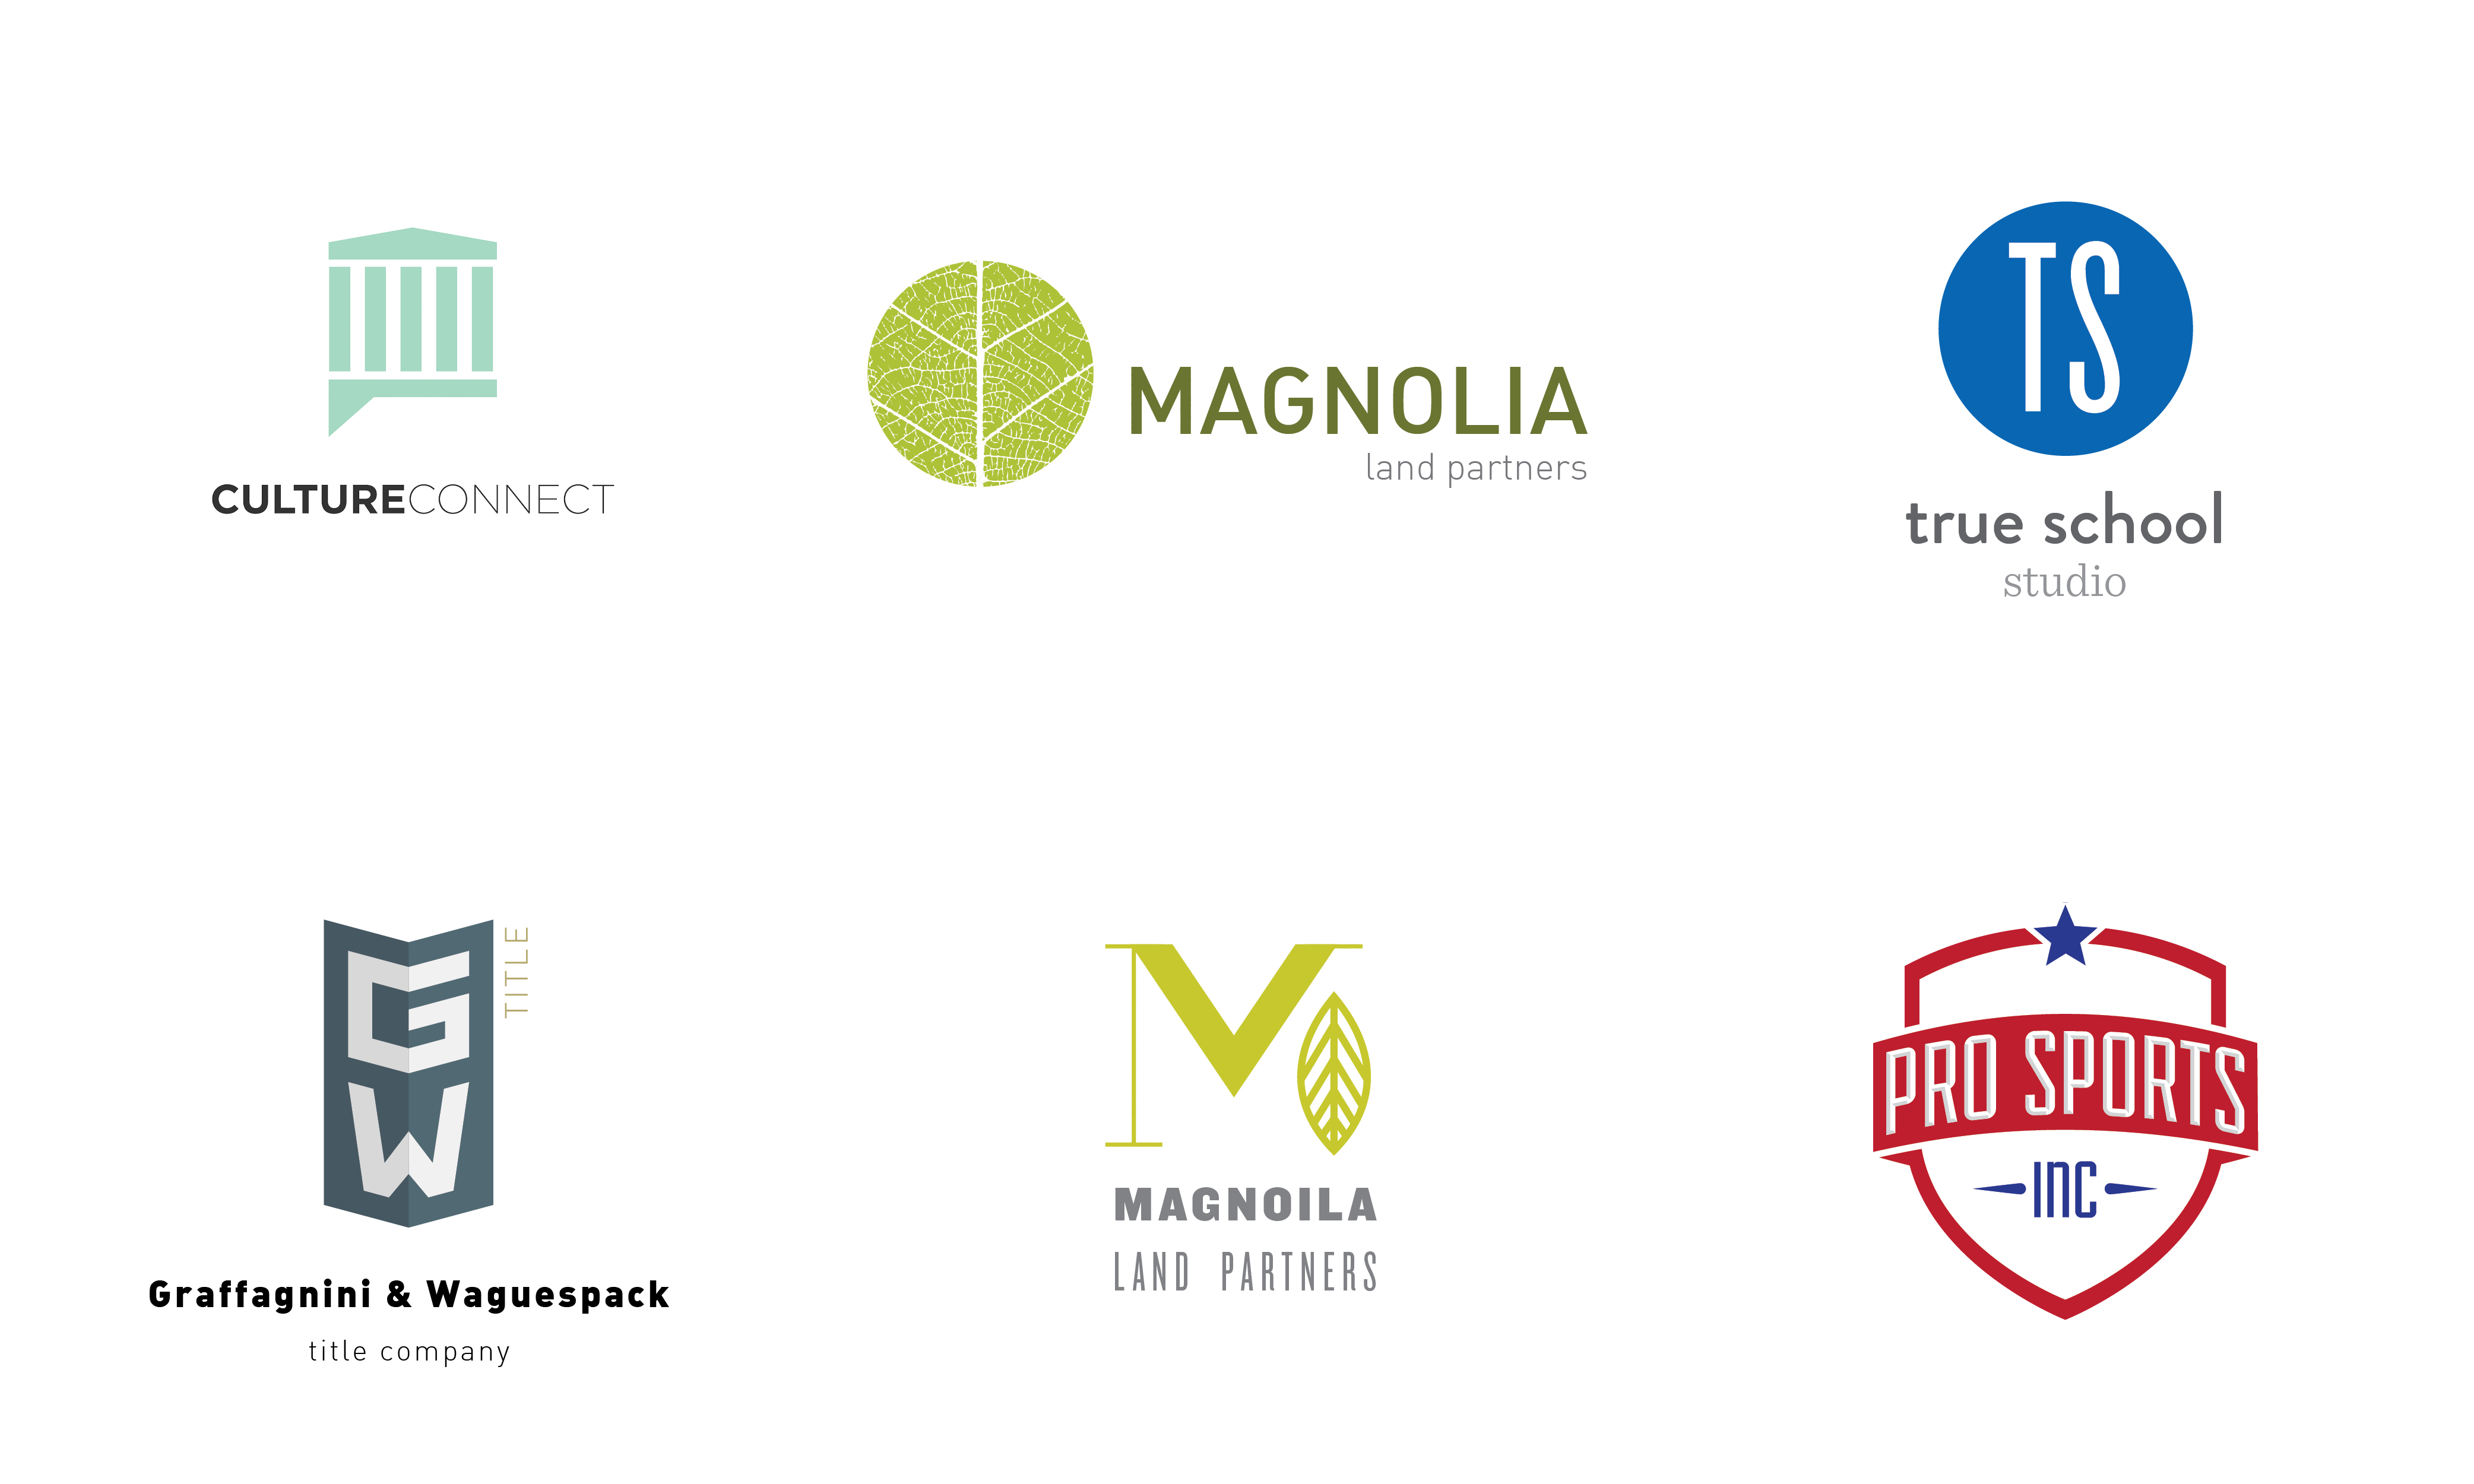 CULTURECONNECT
MAGNOLIA
land partners
TS
true school
studio
GW
TITLE
Graffagnini & Waguespack
title company
M
MAGNOILA
LAND PARTNERS
PRO SPORTS
INC